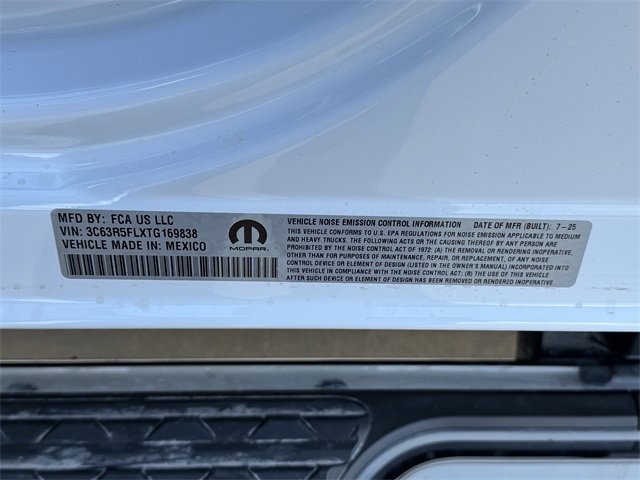 MFD BY: FCA US LLC
VIN: 3C63R5FLXTG169838
VEHICLE MADE IN: MEXICO
MOPAR
VEHICLE NOISE EMISSION CONTROL INFORMATION DATE OF MFR (BUILT): 7-25
THIS VEHICLE CONFORMS TO U.S. EPA REGULATIONS FOR NOISE EMISSION APPLICABLE TO MEDIUM
AND HEAVY TRUCKS. THE FOLLOWING ACTS OR THE CAUSING THEREOF BY ANY PERSON ARE
PROHIBITED BY THE NOISE CONTROL ACT OF 1972: (A) THE REMOVAL OR RENDERING INOPERATIVE,
OTHER THAN FOR PURPOSES OF MAINTENANCE, REPAIR, OR REPLACEMENT, OF ANY NOISE
CONTROL DEVICE OR ELEMENT OF DESIGN (LISTED IN THE OWNER'S MANUAL) INCORPORATED INTO
THIS VEHICLE IN COMPLIANCE WITH THE NOISE CONTROL ACT; (B) THE USE OF THIS VEHICLE
AFTER SUCH DEVICE OR ELEMENT OF DESIGN HAS BEEN REMOVED OR RENDERED INOPERATIVE.